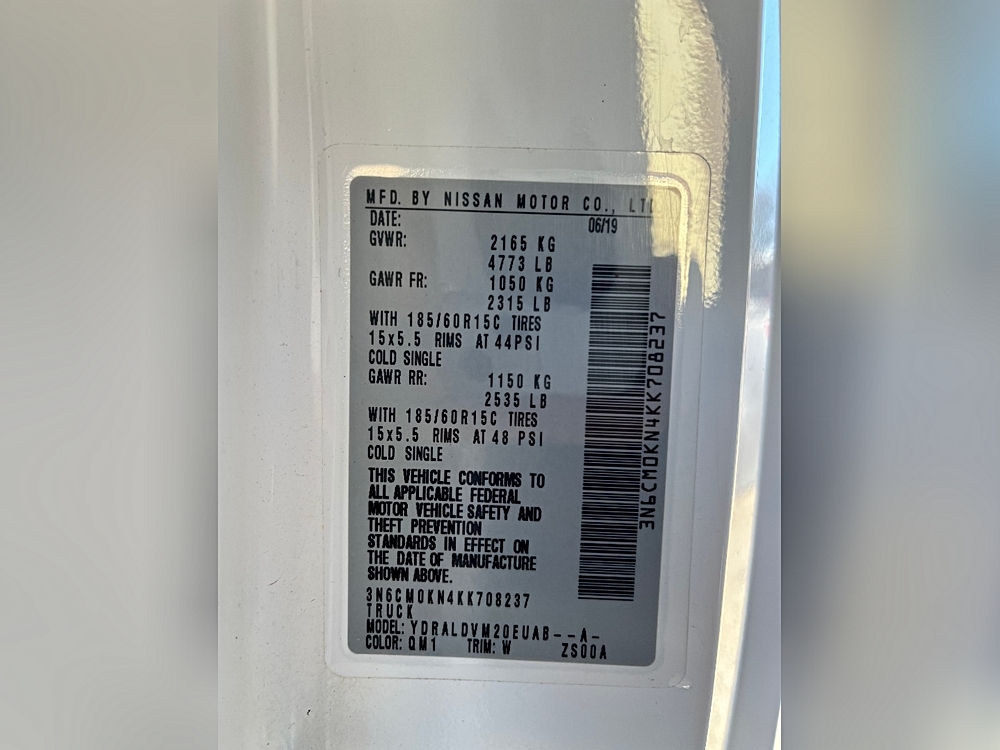 MFD. BY NISSAN MOTOR CO., LTD
DATE: 06/19
GVWR: 2165 KG
4773 LB
GAWR FR: 1050 KG
2315 LB
WITH 185/60R15C TIRES
15x5.5 RIMS AT 44PSI
COLD SINGLE
GAWR RR: 1150 KG
2535 LB
WITH 185/60R15C TIRES
15x5.5 RIMS AT 48 PSI
COLD SINGLE
THIS VEHICLE CONFORMS TO
ALL APPLICABLE FEDERAL
MOTOR VEHICLE SAFETY AND
THEFT PREVENTION
STANDARDS IN EFFECT ON
THE DATE OF MANUFACTURE
SHOWN ABOVE.
3N6CM0KN4KK708237
TRUCK
MODEL: YDRALDVM20EUAB--A-
COLOR: QM1 TRIM: W ZS00A
3N6CM0KN4KK708237